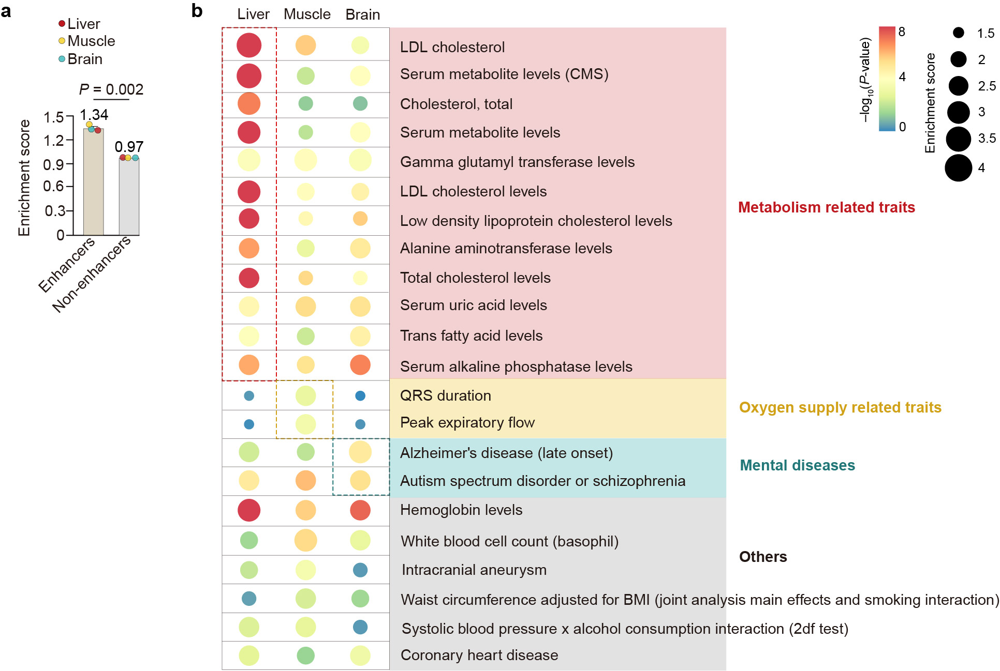 a
Liver
Muscle
Brain
P = 0.002
1.34
0.97
Enrichment score
1.5
1.2
0.9
0.6
0.3
0
Enhancers
Non-enhancers
b
Liver Muscle Brain
LDL cholesterol
Serum metabolite levels (CMS)
Cholesterol, total
Serum metabolite levels
Gamma glutamyl transferase levels
LDL cholesterol levels
Low density lipoprotein cholesterol levels
Alanine aminotransferase levels
Total cholesterol levels
Serum uric acid levels
Trans fatty acid levels
Serum alkaline phosphatase levels
QRS duration
Peak expiratory flow
Alzheimer's disease (late onset)
Autism spectrum disorder or schizophrenia
Hemoglobin levels
White blood cell count (basophil)
Intracranial aneurysm
Waist circumference adjusted for BMI (joint analysis main effects and smoking interaction)
Systolic blood pressure x alcohol consumption interaction (2df test)
Coronary heart disease
Metabolism related traits
Oxygen supply related traits
Mental diseases
Others
–log10(P-value)
8
4
0
Enrichment score
1.5
2
2.5
3
3.5
4